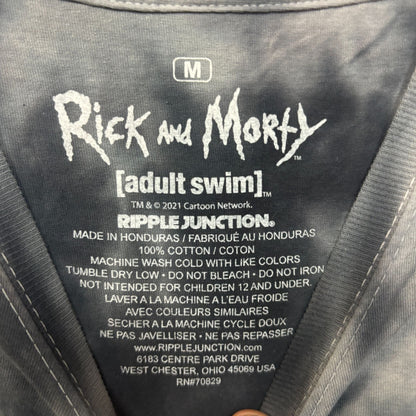 M
RICK AND MORTY
[adult swim]™
TM & © 2021 Cartoon Network.
RIPPLE JUNCTION®
MADE IN HONDURAS / FABRIQUÉ AU HONDURAS
100% COTTON / COTON
MACHINE WASH COLD WITH LIKE COLORS
TUMBLE DRY LOW • DO NOT BLEACH • DO NOT IRON
NOT INTENDED FOR CHILDREN 12 AND UNDER.
LAVER A LA MACHINE A L'EAU FROIDE
AVEC COULEURS SIMILAIRES
SECHER A LA MACHINE CYCLE DOUX
NE PAS JAVELLISER • NE PAS REPASSER
WWW.RIPPLEJUNCTION.COM
6183 CENTRE PARK DRIVE
WEST CHESTER, OHIO 45069 USA
RN#70829